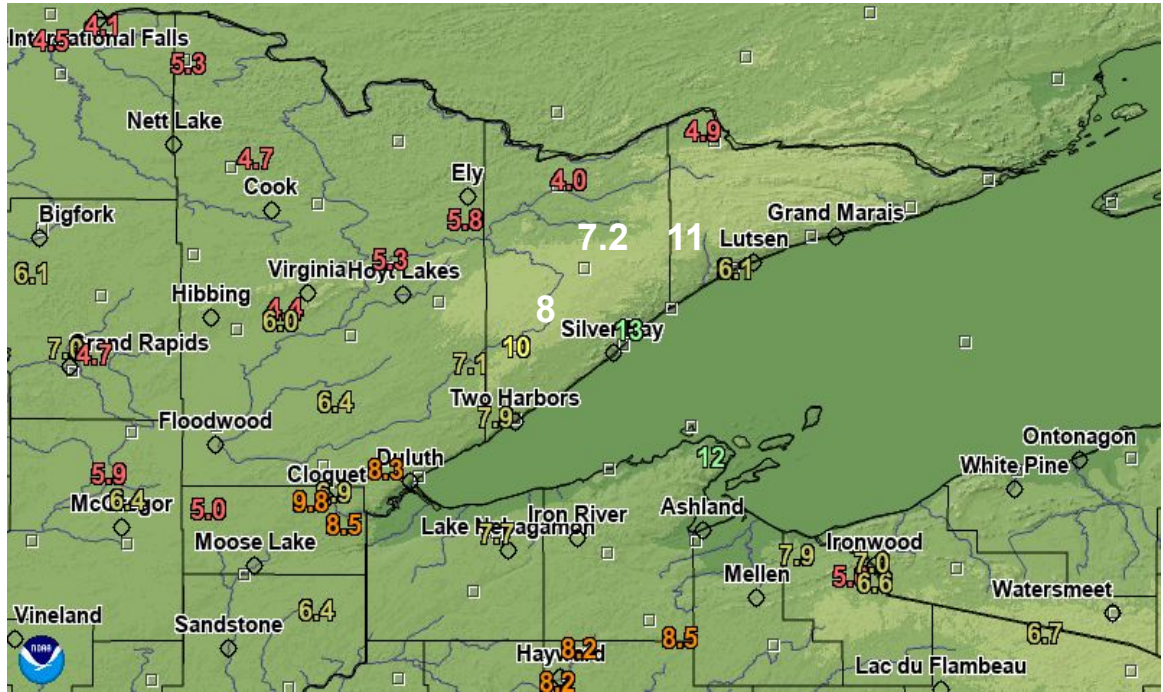 4.1
International Falls
4.5
5.3
Nett Lake
4.9
4.7
Cook
Ely
4.0
5.8
Bigfork
Grand Marais
7.2
11
Lutsen
6.1
5.3
6.1
Virginia
Hoyt Lakes
Hibbing
4.4
6.0
8
Silver Bay
13
7.0
Grand Rapids
4.7
10
7.1
Two Harbors
7.9
6.4
Floodwood
Ontonagon
12
White Pine
Duluth
8.3
Cloquet
5.9
6.4
McGregor
5.0
9.8
6.9
8.5
Lake Nebagamon
7.7
Iron River
Ashland
Moose Lake
7.9
Ironwood
7.0
6.6
Mellen
Watersmeet
6.4
Vineland
Sandstone
6.7
8.5
8.2
Hayward
8.2
Lac du Flambeau
NOAA